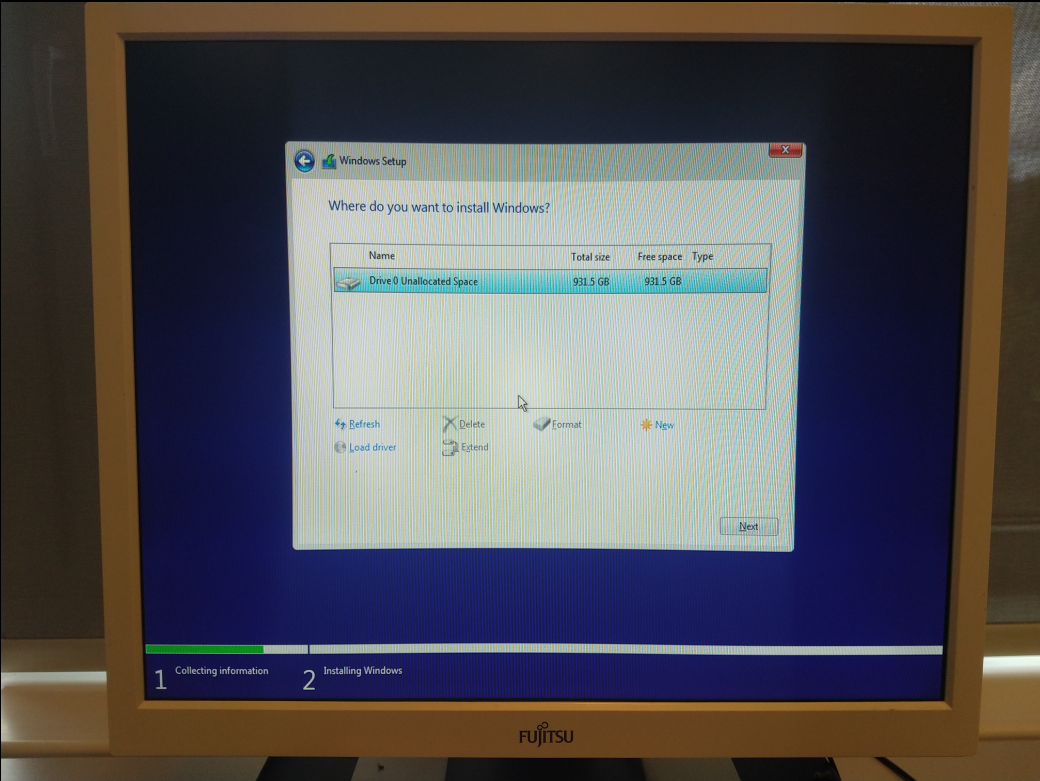 Windows Setup
X
Where do you want to install Windows?
Name Total size Free space Type
Drive 0 Unallocated Space 931.5 GB 931.5 GB
Refresh Delete Format New
Load driver Extend
Next
1 Collecting information 2 Installing Windows
FUJITSU